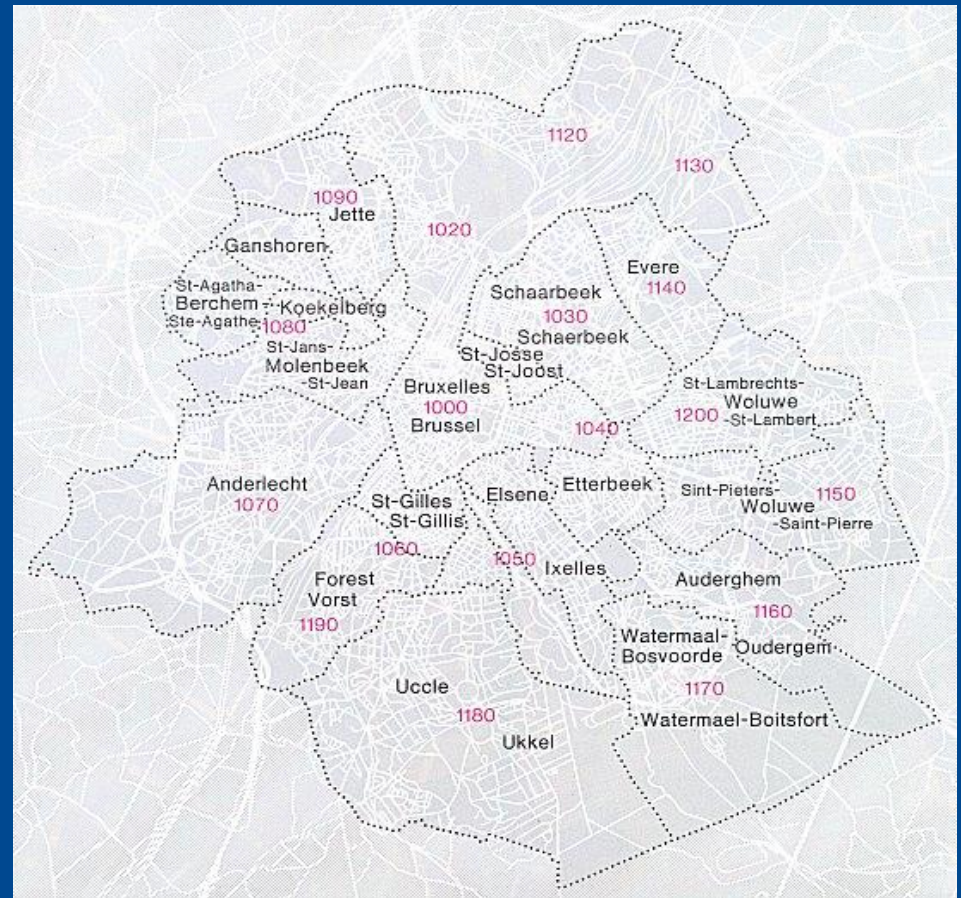 1120
1130
1090
Jette
1020
Ganshoren
Evere
1140
St-Agatha-
Berchem
Ste-Agathe
Koekelberg
1080
Schaarbeek
1030
Schaerbeek
St-Jans-
Molenbeek
-St-Jean
St-Josse
St-Joost
Bruxelles
1000
Brussel
St-Lambrechts-
Woluwe
1200
-St-Lambert
1040
Anderlecht
1070
St-Gilles
St-Gillis
1060
Elsene
Etterbeek
Sint-Pieters-
1150
Woluwe
-Saint-Pierre
1050
Ixelles
Forest
Vorst
1190
Auderghem
1160
Oudergem
Watermaal-
Bosvoorde
1170
Watermael-Boitsfort
Uccle
1180
Ukkel